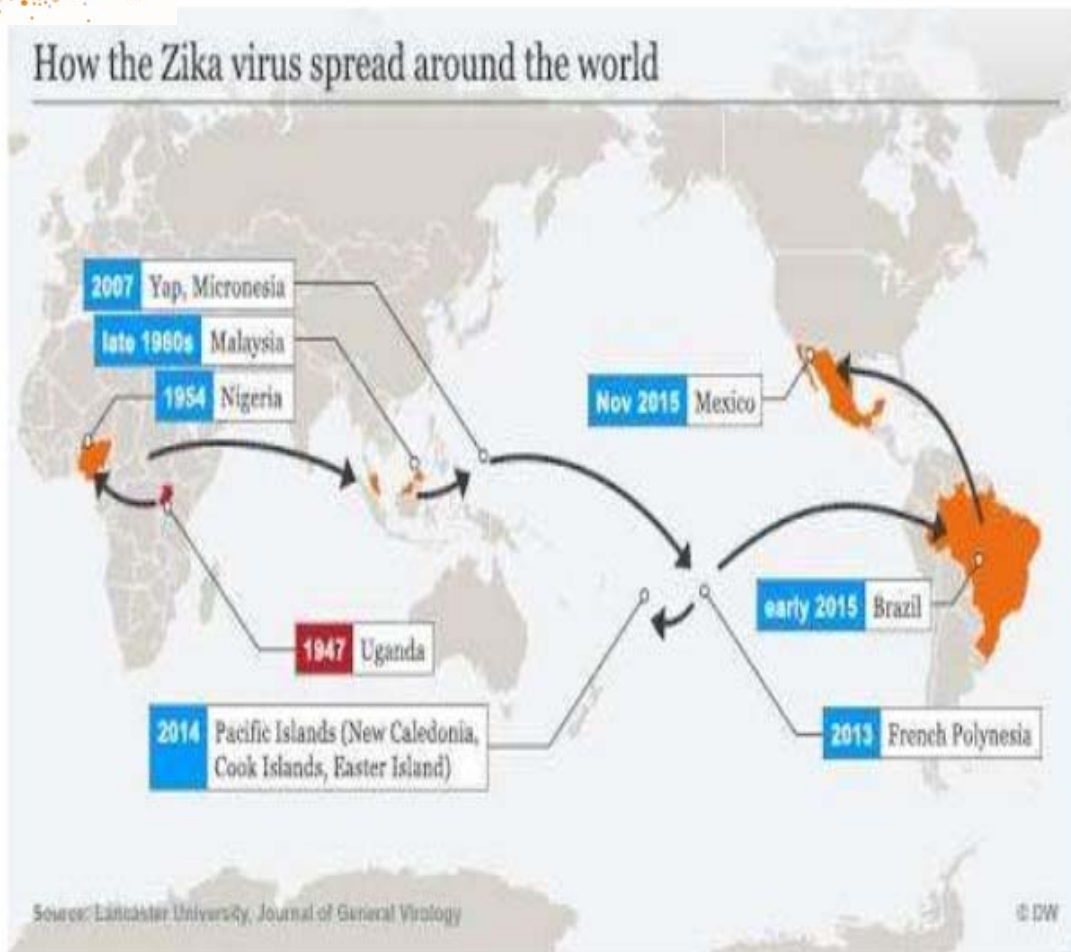 How the Zika virus spread around the world
2007 Yap, Micronesia
late 1960s Malaysia
1954 Nigeria
Nov 2015 Mexico
early 2015 Brazil
1947 Uganda
2014 Pacific Islands (New Caledonia,
Cook Islands, Easter Island)
2013 French Polynesia
Source: Lancaster University, Journal of General Virology
© DW